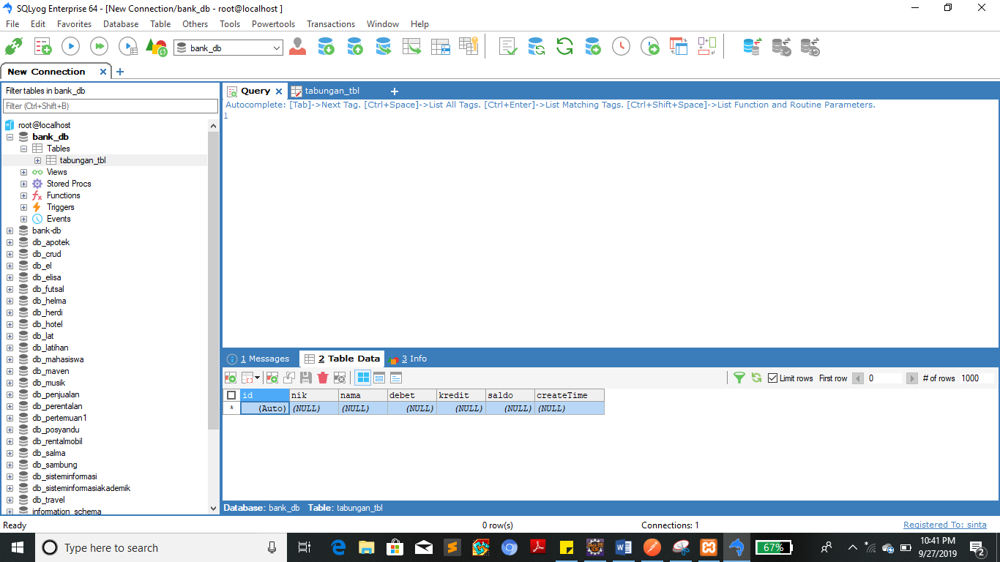 SQLyog Enterprise 64 - [New Connection/bank_db - root@localhost ]
File Edit Favorites Database Table Others Tools Powertools Transactions Window Help
bank_db
New Connection
Filter tables in bank_db
Filter (Ctrl+Shift+B)
root@localhost
bank_db
Tables
tabungan_tbl
Views
Stored Procs
Functions
Triggers
Events
bank-db
db_apotek
db_crud
db_el
db_elisa
db_futsal
db_helma
db_herdi
db_hotel
db_lat
db_latihan
db_mahasiswa
db_maven
db_musik
db_penjualan
db_perentalan
db_pertemuan1
db_posyandu
db_rentalmobil
db_salma
db_sambung
db_sisteminformasi
db_sisteminformasiakademik
db_travel
information_schema
Query tabungan_tbl
Autocomplete: [Tab]->Next Tag. [Ctrl+Space]->List All Tags. [Ctrl+Enter]->List Matching Tags. [Ctrl+Shift+Space]->List Function and Routine Parameters.
1
1 Messages 2 Table Data 3 Info
Limit rows First row 0 # of rows 1000
id nik nama debet kredit saldo createTime
* (Auto) (NULL) (NULL) (NULL) (NULL) (NULL) (NULL)
Database: bank_db Table: tabungan_tbl
Ready 0 row(s) Connections: 1 Registered To: sinta
Type here to search
67%
10:41 PM
9/27/2019
2